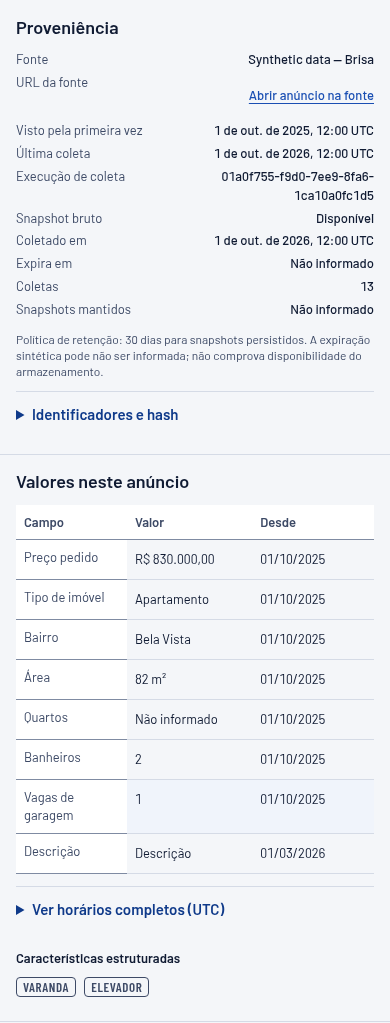 Proveniência
Fonte Synthetic data — Brisa
URL da fonte
Abrir anúncio na fonte
Visto pela primeira vez 1 de out. de 2025, 12:00 UTC
Última coleta 1 de out. de 2026, 12:00 UTC
Execução de coleta 01a0f755-f9d0-7ee9-8fa6-
1ca10a0fc1d5
Snapshot bruto Disponível
Coletado em 1 de out. de 2026, 12:00 UTC
Expira em Não informado
Coletas 13
Snapshots mantidos Não informado
Política de retenção: 30 dias para snapshots persistidos. A expiração
sintética pode não ser informada; não comprova disponibilidade do
armazenamento.
Identificadores e hash
Valores neste anúncio
Campo Valor Desde
Preço pedido R$ 830.000,00 01/10/2025
Tipo de imóvel Apartamento 01/10/2025
Bairro Bela Vista 01/10/2025
Área 82 m² 01/10/2025
Quartos Não informado 01/10/2025
Banheiros 2 01/10/2025
Vagas de 1 01/10/2025
garagem
Descrição Descrição 01/03/2026
Ver horários completos (UTC)
Características estruturadas
VARANDA ELEVADOR